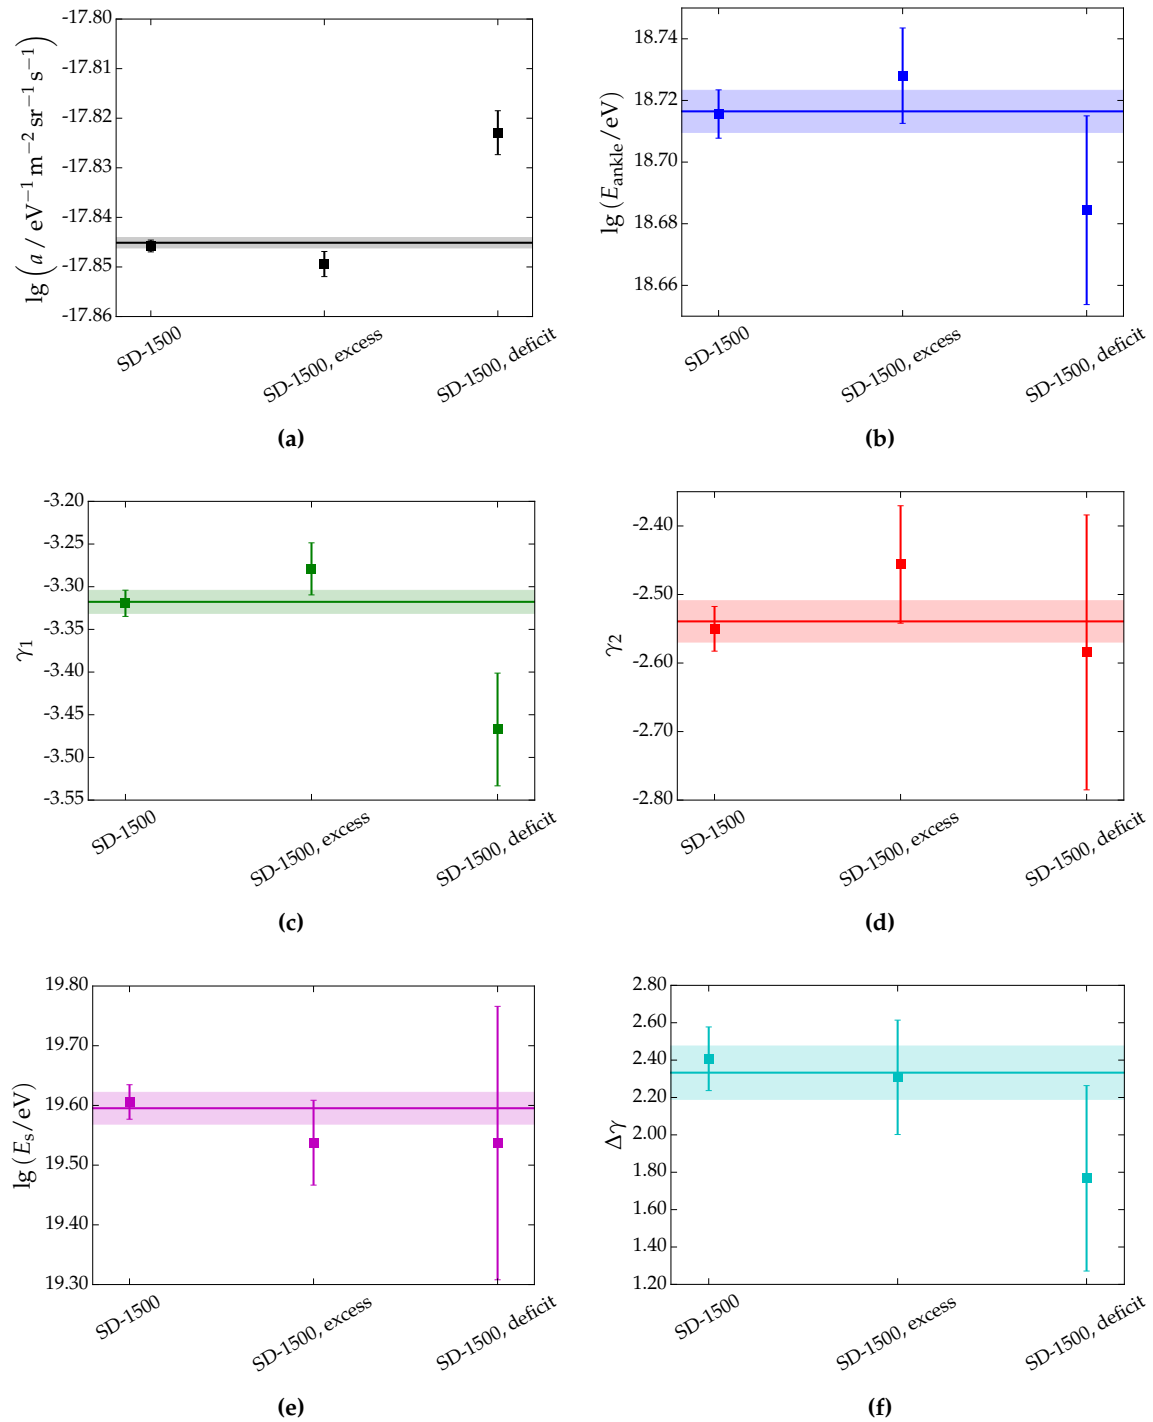 -17.80
-17.81
-17.82
-17.83
-17.84
-17.85
-17.86
lg (a / eV⁻¹ m⁻² sr⁻¹ s⁻¹)
SD-1500
SD-1500, excess
SD-1500, deficit
(a)
18.74
18.72
18.70
18.68
18.66
lg (E_ankle/eV)
SD-1500
SD-1500, excess
SD-1500, deficit
(b)
-3.20
-3.25
-3.30
-3.35
-3.40
-3.45
-3.50
-3.55
γ₁
SD-1500
SD-1500, excess
SD-1500, deficit
(c)
-2.40
-2.50
-2.60
-2.70
-2.80
γ₂
SD-1500
SD-1500, excess
SD-1500, deficit
(d)
19.80
19.70
19.60
19.50
19.40
19.30
lg (E_s/eV)
SD-1500
SD-1500, excess
SD-1500, deficit
(e)
2.80
2.60
2.40
2.20
2.00
1.80
1.60
1.40
1.20
Δγ
SD-1500
SD-1500, excess
SD-1500, deficit
(f)